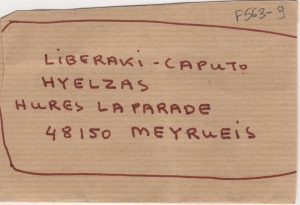 F563-9
LIBERAKI-CAPUTO
HYELZAS
HURES LAPARADE
48150 MEYRUEIS